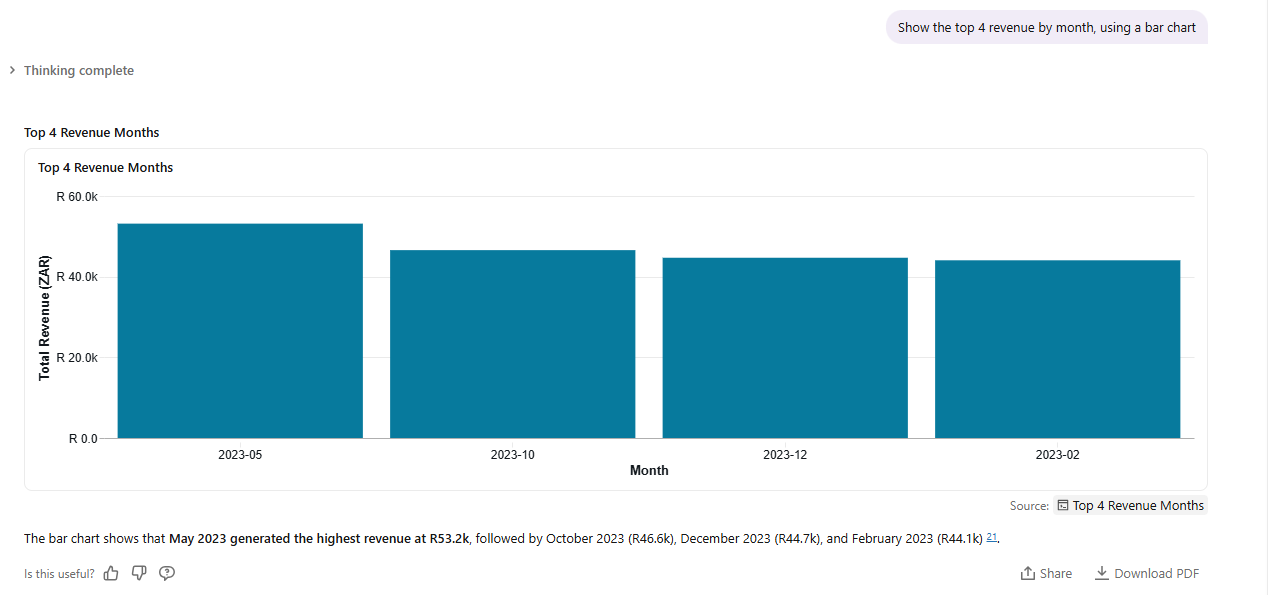 Show the top 4 revenue by month, using a bar chart
Thinking complete
Top 4 Revenue Months
Top 4 Revenue Months
R 60.0k
R 40.0k
R 20.0k
R 0.0
Total Revenue (ZAR)
2023-05 2023-10 2023-12 2023-02
Month
Source: Top 4 Revenue Months
The bar chart shows that May 2023 generated the highest revenue at R53.2k, followed by October 2023 (R46.6k), December 2023 (R44.7k), and February 2023 (R44.1k) 21.
Is this useful? Share Download PDF